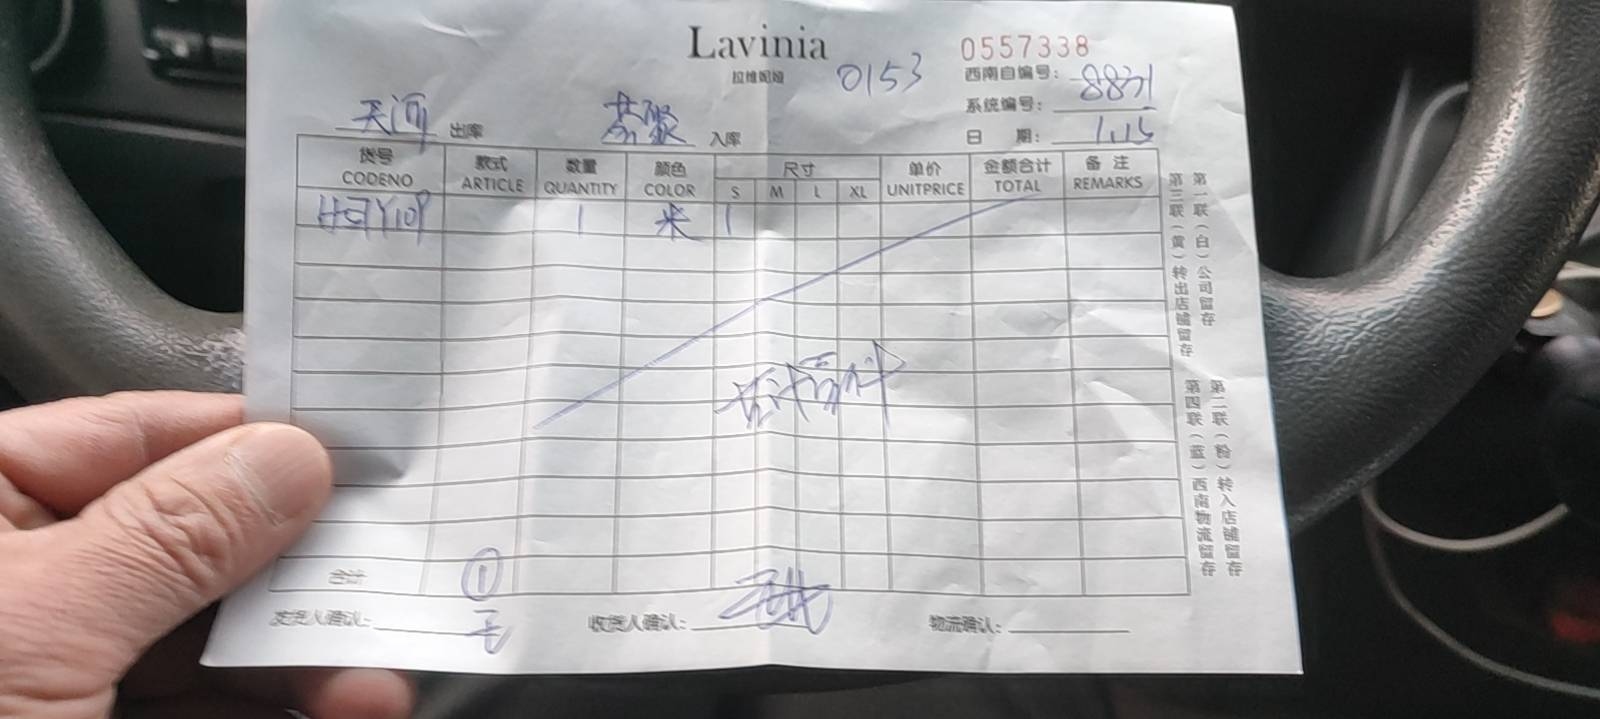 Lavinia
拉维妮娅
0557338
0153
西南自编号: 8831
系统编号:
日 期: 1.15
天河 出库 荟聚 入库
货号 款式 数量 颜色 尺寸 单价 金额合计 备注
CODENO ARTICLE QUANTITY COLOR S M L XL UNITPRICE TOTAL REMARKS
1 米 1
合计 ①
发货人确认: 收货人确认: 物流确认:
第一联(白)公司留存
第三联(黄)转出店铺留存
第二联(粉)转入店铺留存
第四联(蓝)西南物流留存